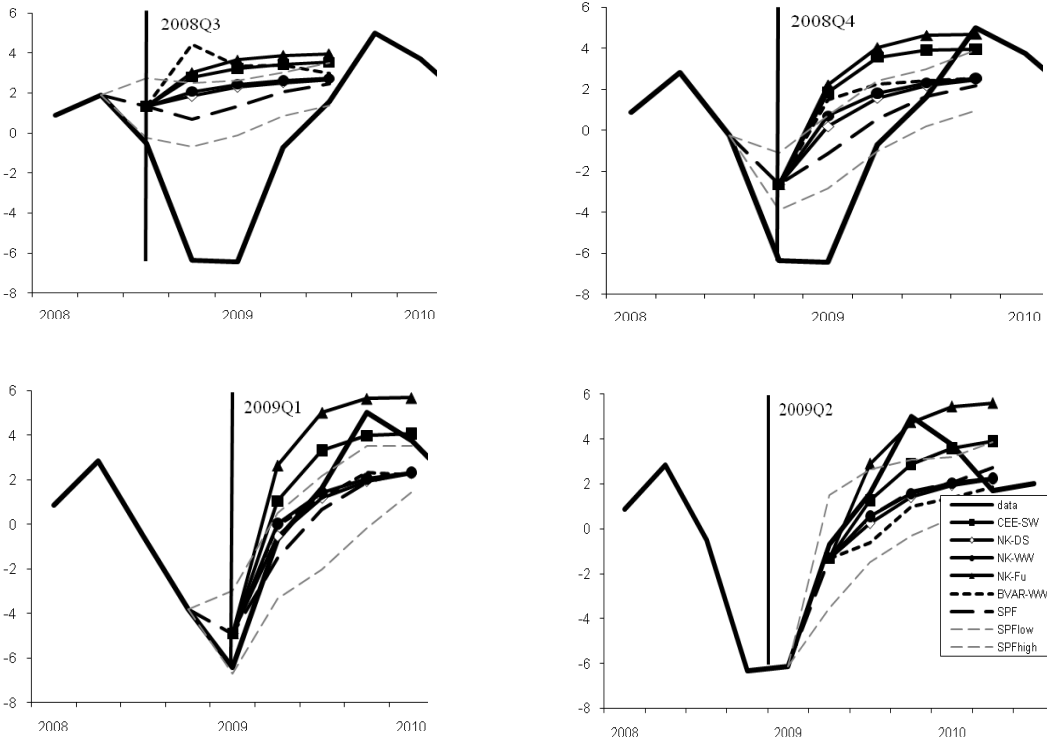 2008Q3
6
4
2
0
-2
-4
-6
-8
2008 2009 2010
2008Q4
6
4
2
0
-2
-4
-6
-8
2008 2009 2010
2009Q1
6
4
2
0
-2
-4
-6
-8
2008 2009 2010
2009Q2
6
4
2
0
-2
-4
-6
-8
2008 2009 2010
data
CEE-SW
NK-DS
NK-WW
NK-Fu
BVAR-WW
SPF
SPFlow
SPFhigh